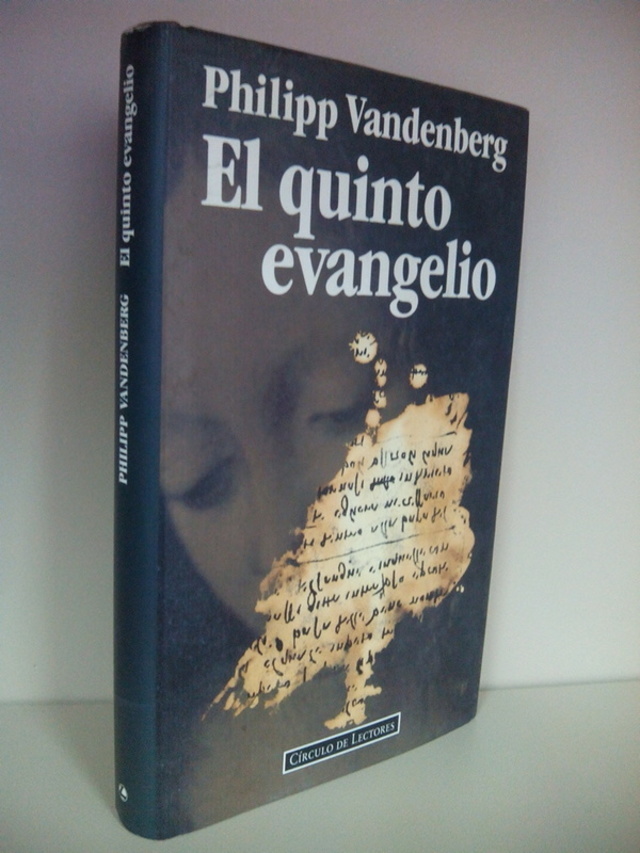 Philipp Vandenberg
El quinto
evangelio
CÍRCULO DE LECTORES
PHILIPP VANDENBERG El quinto evangelio